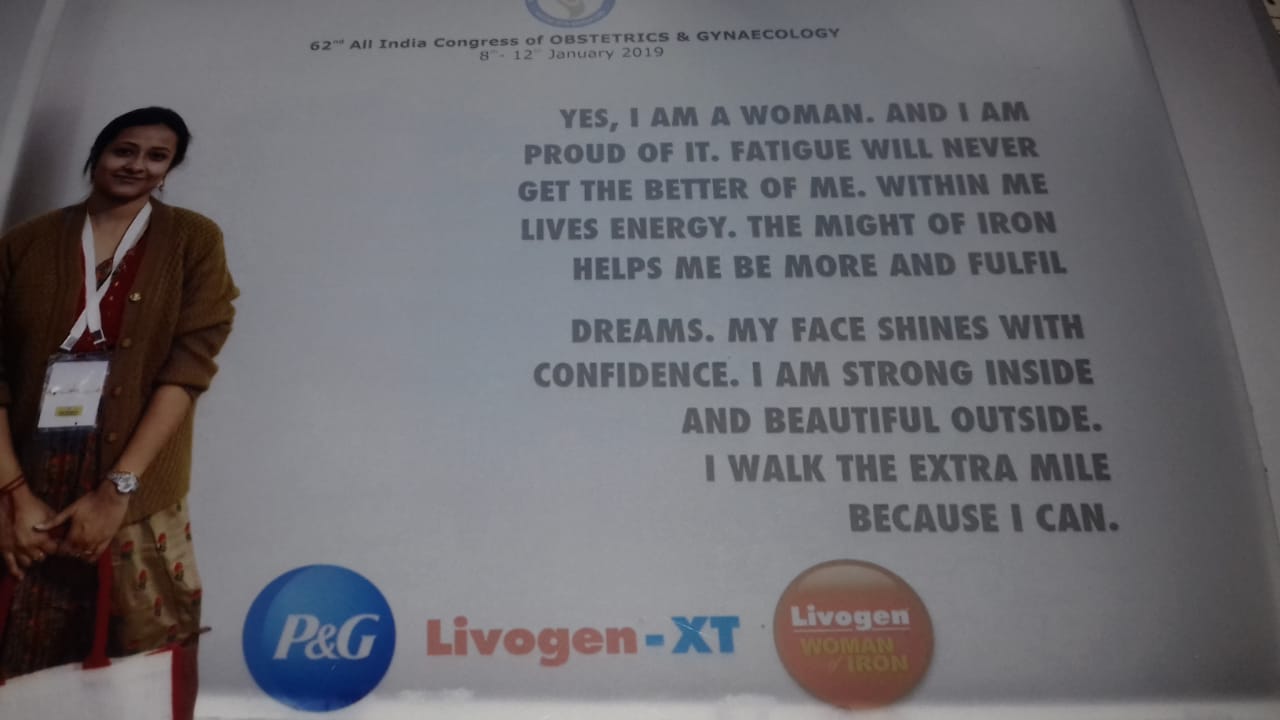 62nd All India Congress of OBSTETRICS & GYNAECOLOGY
8th- 12th January 2019
YES, I AM A WOMAN. AND I AM
PROUD OF IT. FATIGUE WILL NEVER
GET THE BETTER OF ME. WITHIN ME
LIVES ENERGY. THE MIGHT OF IRON
HELPS ME BE MORE AND FULFIL
DREAMS. MY FACE SHINES WITH
CONFIDENCE. I AM STRONG INSIDE
AND BEAUTIFUL OUTSIDE.
I WALK THE EXTRA MILE
BECAUSE I CAN.
P&G
Livogen-XT
Livogen
WOMAN
of IRON